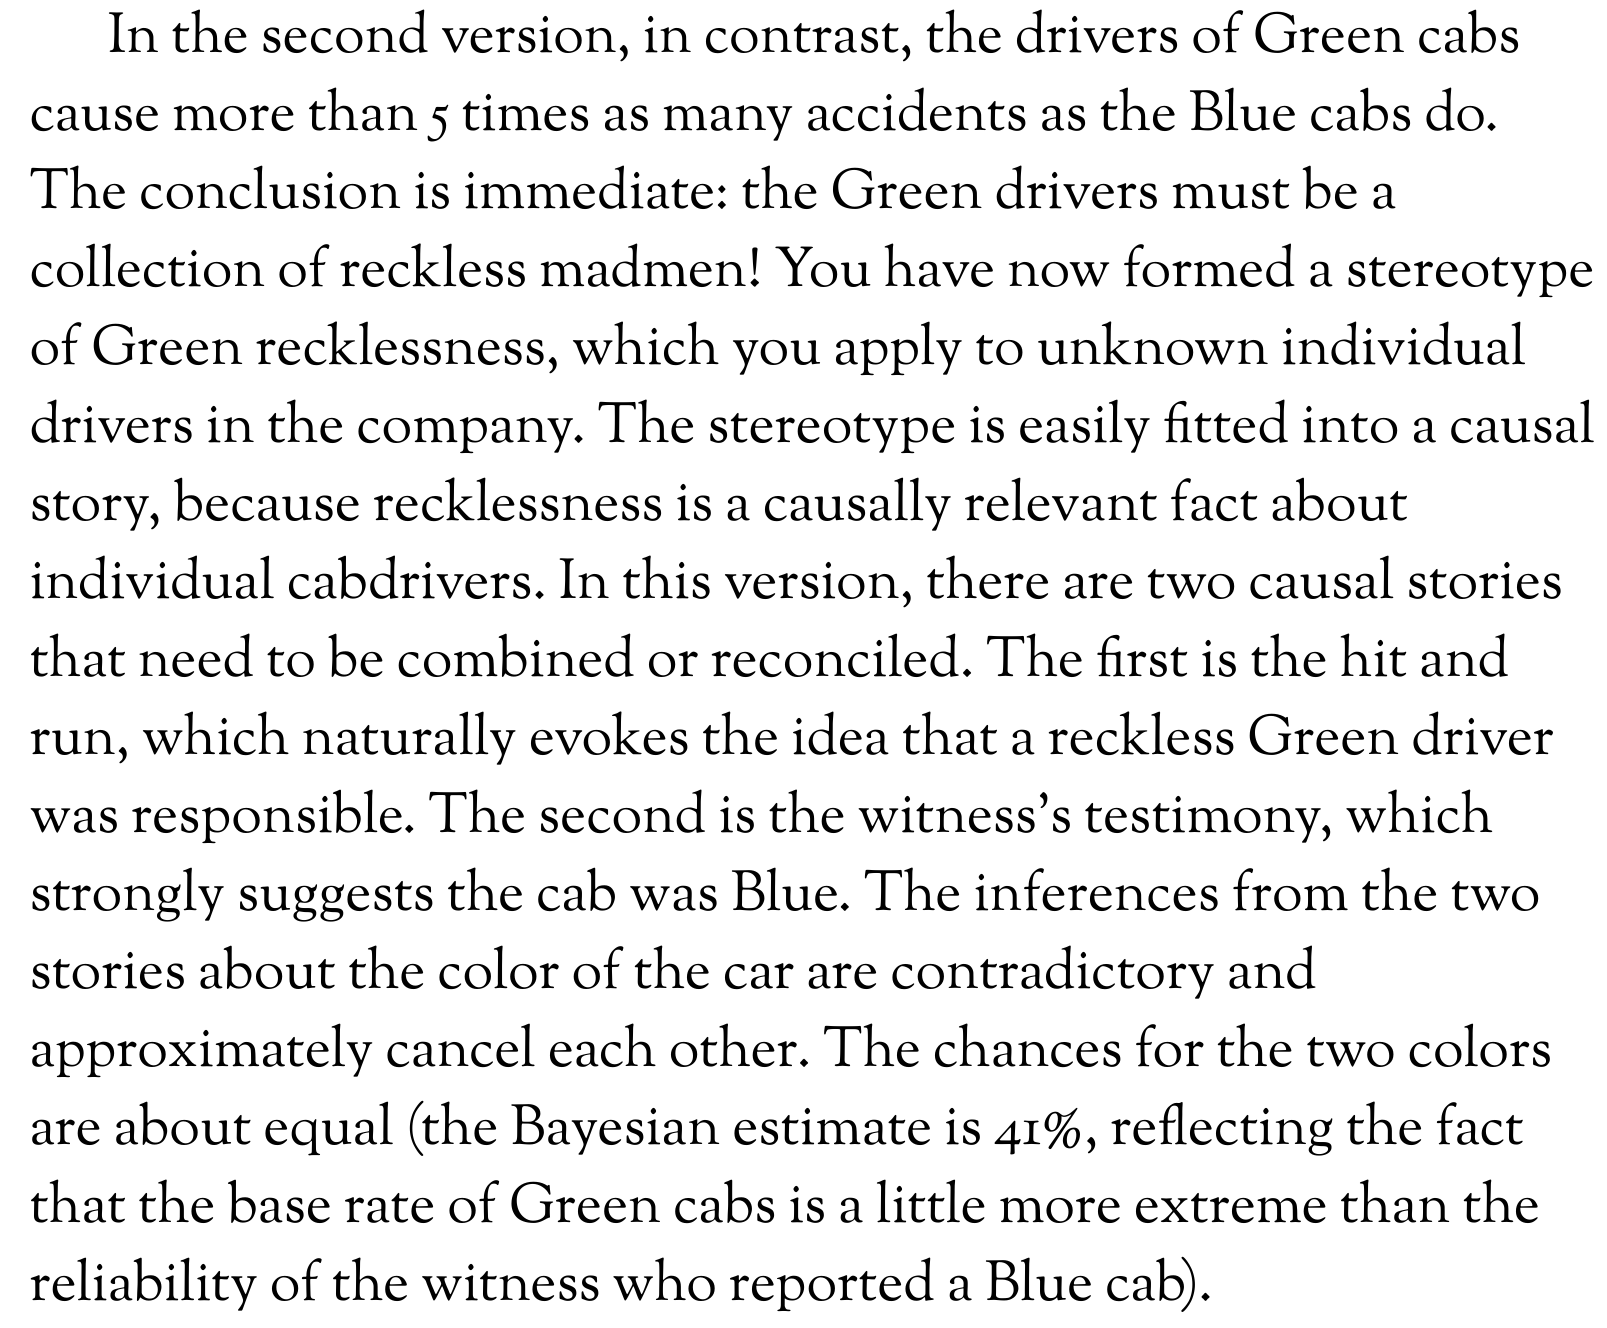 In the second version, in contrast, the drivers of Green cabs
cause more than 5 times as many accidents as the Blue cabs do.
The conclusion is immediate: the Green drivers must be a
collection of reckless madmen! You have now formed a stereotype
of Green recklessness, which you apply to unknown individual
drivers in the company. The stereotype is easily fitted into a causal
story, because recklessness is a causally relevant fact about
individual cabdrivers. In this version, there are two causal stories
that need to be combined or reconciled. The first is the hit and
run, which naturally evokes the idea that a reckless Green driver
was responsible. The second is the witness’s testimony, which
strongly suggests the cab was Blue. The inferences from the two
stories about the color of the car are contradictory and
approximately cancel each other. The chances for the two colors
are about equal (the Bayesian estimate is 41%, reflecting the fact
that the base rate of Green cabs is a little more extreme than the
reliability of the witness who reported a Blue cab).